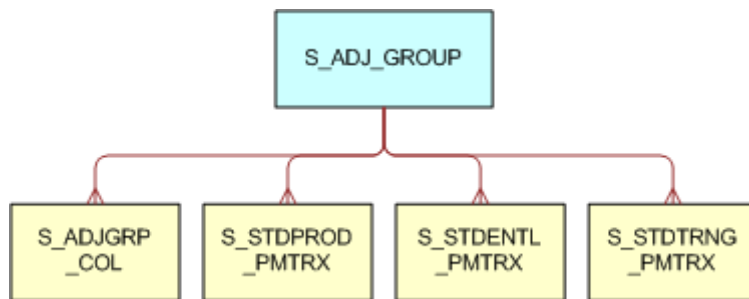 S_ADJ_GROUP
S_ADJGRP
_COL
S_STDPROD
_PMTRX
S_STDENTL
_PMTRX
S_STDTRNG
_PMTRX